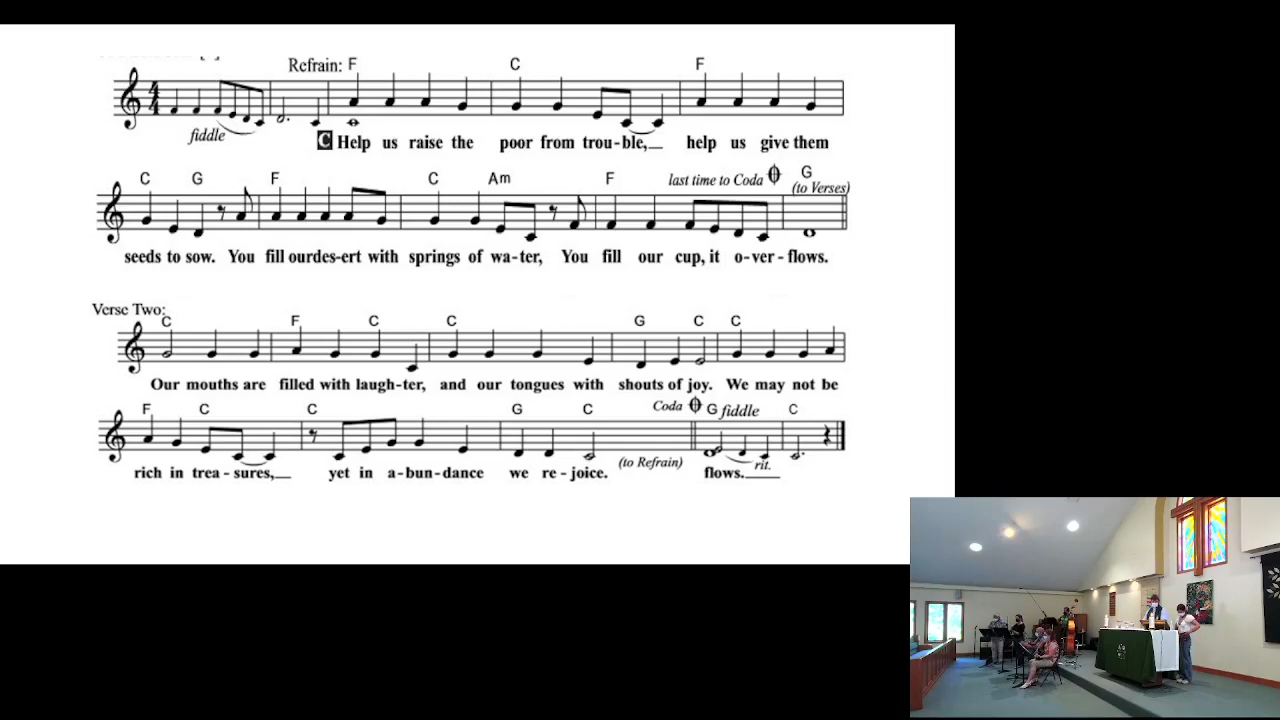 Refrain: F C F
fiddle
C Help us raise the poor from trou-ble, help us give them
C G F C Am F last time to Coda G
(to Verses)
seeds to sow. You fill ourdes-ert with springs of wa-ter, You fill our cup, it o-ver-flows.
Verse Two:
C F C C G C C
Our mouths are filled with laugh-ter, and our tongues with shouts of joy. We may not be
F C C G C Coda G fiddle C
(to Refrain) rit.
rich in trea-sures, yet in a-bun-dance we re-joice. flows.